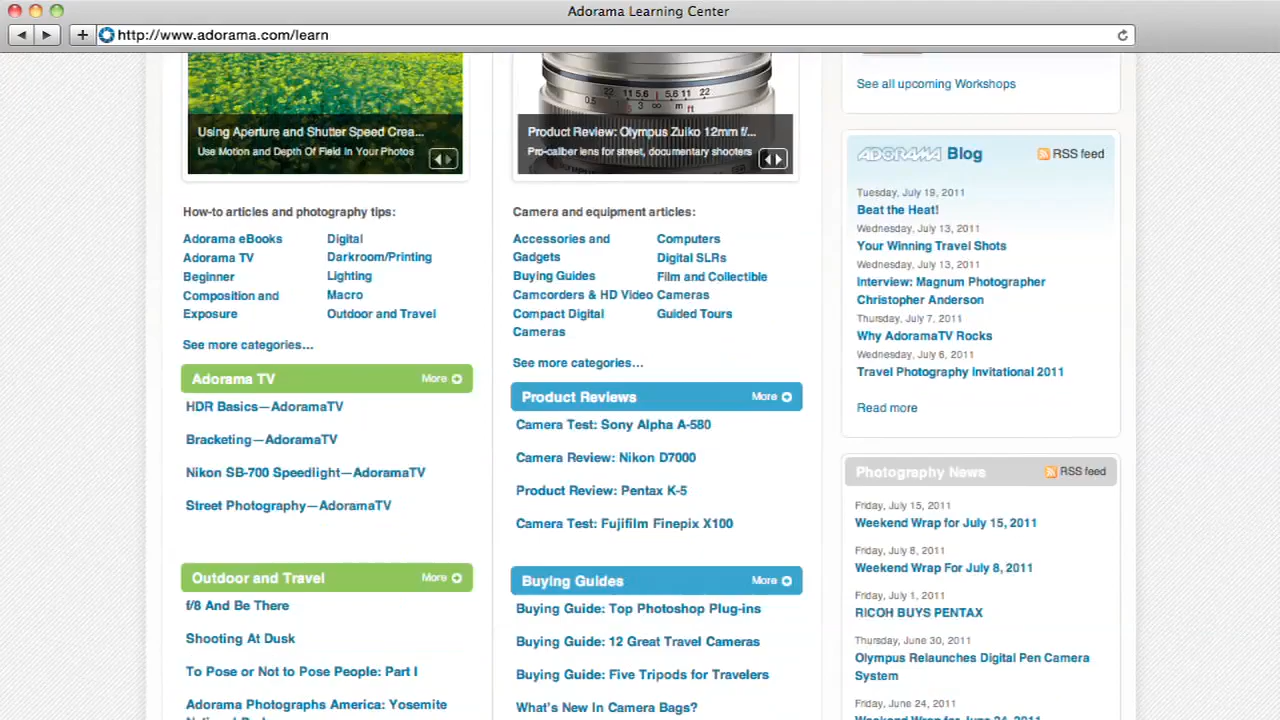 Adorama Learning Center
http://www.adorama.com/learn
Using Aperture and Shutter Speed Crea...
Use Motion and Depth Of Field In Your Photos
How-to articles and photography tips:
Adorama eBooks
Adorama TV
Beginner
Composition and
Exposure
Digital
Darkroom/Printing
Lighting
Macro
Outdoor and Travel
See more categories...
Adorama TV
More
HDR Basics—AdoramaTV
Bracketing—AdoramaTV
Nikon SB-700 Speedlight—AdoramaTV
Street Photography—AdoramaTV
Outdoor and Travel
More
f/8 And Be There
Shooting At Dusk
To Pose or Not to Pose People: Part I
Adorama Photographs America: Yosemite
22 11 5.6 | 5.6 11 22
0.5 1 3 ∞ m ft
Product Review: Olympus Zuiko 12mm f/...
Pro-caliber lens for street, documentary shooters
Camera and equipment articles:
Accessories and
Gadgets
Buying Guides
Camcorders & HD Video
Compact Digital
Cameras
Computers
Digital SLRs
Film and Collectible
Cameras
Guided Tours
See more categories...
Product Reviews
More
Camera Test: Sony Alpha A-580
Camera Review: Nikon D7000
Product Review: Pentax K-5
Camera Test: Fujifilm Finepix X100
Buying Guides
More
Buying Guide: Top Photoshop Plug-ins
Buying Guide: 12 Great Travel Cameras
Buying Guide: Five Tripods for Travelers
What's New In Camera Bags?
See all upcoming Workshops
ADORAMA Blog
RSS feed
Tuesday, July 19, 2011
Beat the Heat!
Wednesday, July 13, 2011
Your Winning Travel Shots
Wednesday, July 13, 2011
Interview: Magnum Photographer
Christopher Anderson
Thursday, July 7, 2011
Why AdoramaTV Rocks
Wednesday, July 6, 2011
Travel Photography Invitational 2011
Read more
Photography News
RSS feed
Friday, July 15, 2011
Weekend Wrap for July 15, 2011
Friday, July 8, 2011
Weekend Wrap For July 8, 2011
Friday, July 1, 2011
RICOH BUYS PENTAX
Thursday, June 30, 2011
Olympus Relaunches Digital Pen Camera
System
Friday, June 24, 2011